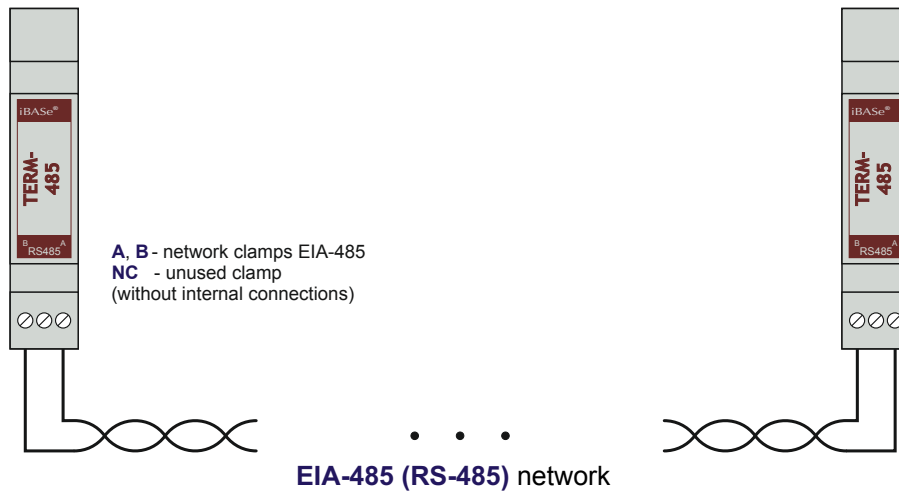 iBASe®
TERM-
485
B A
RS485
iBASe®
TERM-
485
B A
RS485
A, B - network clamps EIA-485
NC - unused clamp
(without internal connections)
EIA-485 (RS-485) network